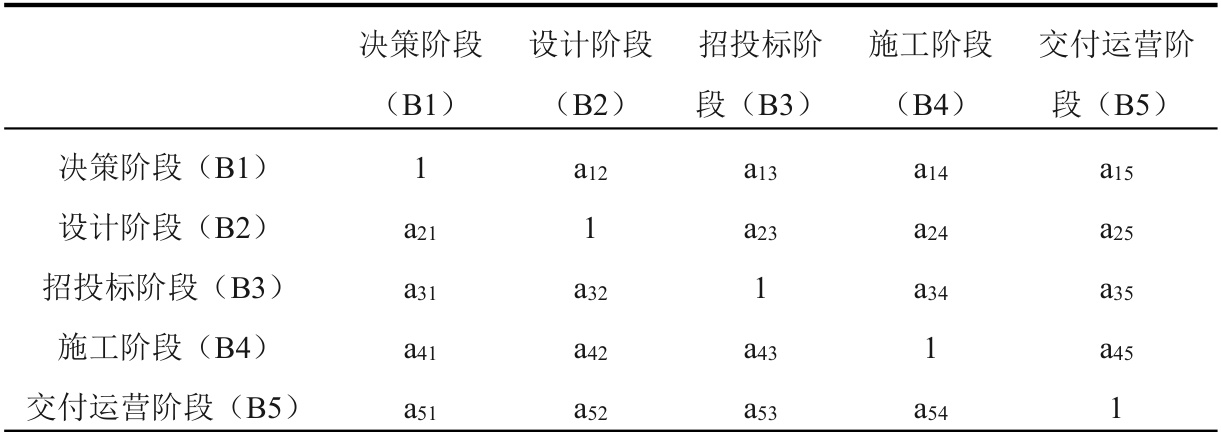 决策阶段 设计阶段 招投标阶 施工阶段 交付运营阶
（B1） （B2） 段（B3） （B4） 段（B5）
决策阶段（B1） 1 a12 a13 a14 a15
设计阶段（B2） a21 1 a23 a24 a25
招投标阶段（B3） a31 a32 1 a34 a35
施工阶段（B4） a41 a42 a43 1 a45
交付运营阶段（B5） a51 a52 a53 a54 1